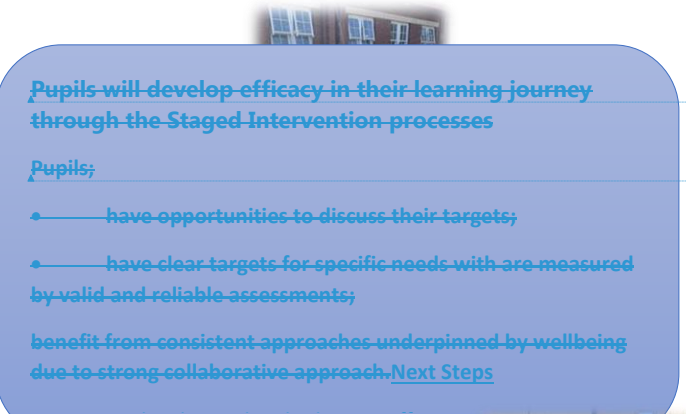 Pupils will develop efficacy in their learning journey
through the Staged Intervention processes
Pupils;
• have opportunities to discuss their targets;
• have clear targets for specific needs with are measured
by valid and reliable assessments;
benefit from consistent approaches underpinned by wellbeing
due to strong collaborative approach.Next Steps